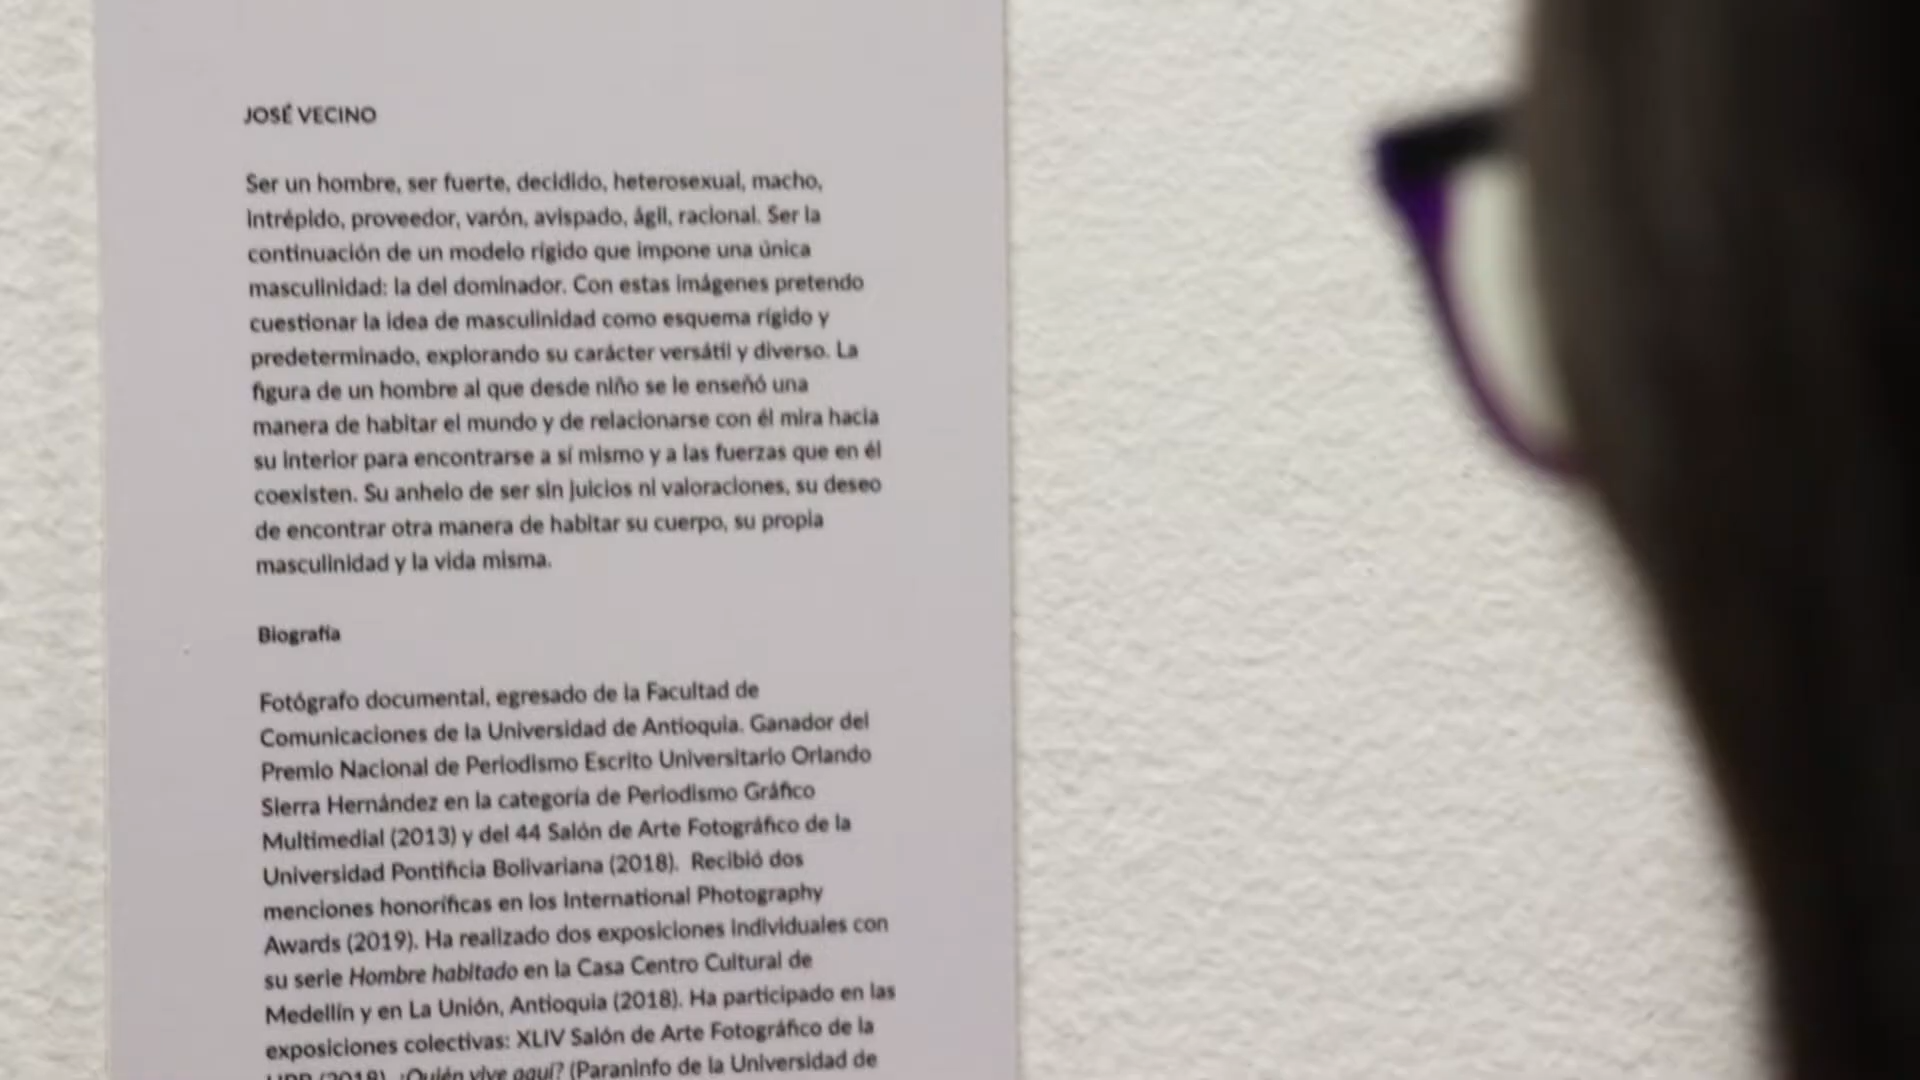 JOSÉ VECINO
Ser un hombre, ser fuerte, decidido, heterosexual, macho,
intrépido, proveedor, varón, avispado, ágil, racional. Ser la
continuación de un modelo rígido que impone una única
masculinidad: la del dominador. Con estas imágenes pretendo
cuestionar la idea de masculinidad como esquema rígido y
predeterminado, explorando su carácter versátil y diverso. La
figura de un hombre al que desde niño se le enseñó una
manera de habitar el mundo y de relacionarse con él mira hacia
su interior para encontrarse a sí mismo y a las fuerzas que en él
coexisten. Su anhelo de ser sin juicios ni valoraciones, su deseo
de encontrar otra manera de habitar su cuerpo, su propia
masculinidad y la vida misma.
Biografía
Fotógrafo documental, egresado de la Facultad de
Comunicaciones de la Universidad de Antioquia. Ganador del
Premio Nacional de Periodismo Escrito Universitario Orlando
Sierra Hernández en la categoría de Periodismo Gráfico
Multimedial (2013) y del 44 Salón de Arte Fotográfico de la
Universidad Pontificia Bolivariana (2018). Recibió dos
menciones honoríficas en los International Photography
Awards (2019). Ha realizado dos exposiciones individuales con
su serie Hombre habitado en la Casa Centro Cultural de
Medellín y en La Unión, Antioquia (2018). Ha participado en las
exposiciones colectivas: XLIV Salón de Arte Fotográfico de la
(2018), ¿Quién vive aquí? (Paraninfo de la Universidad de